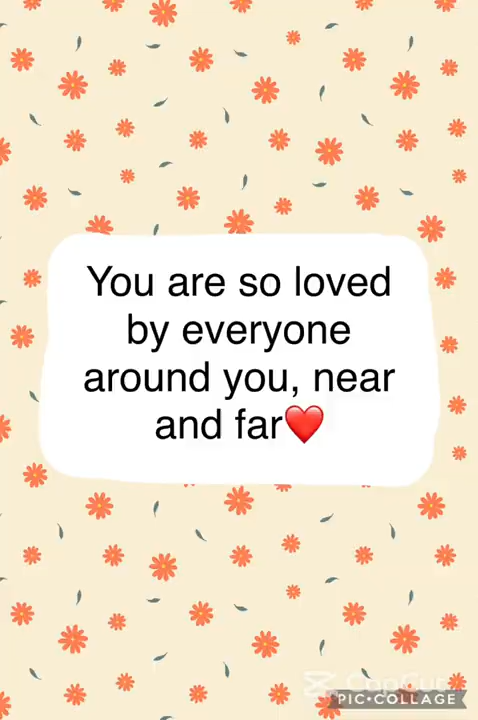 You are so loved
by everyone
around you, near
and far❤️
CapCut
PIC•COLLAGE